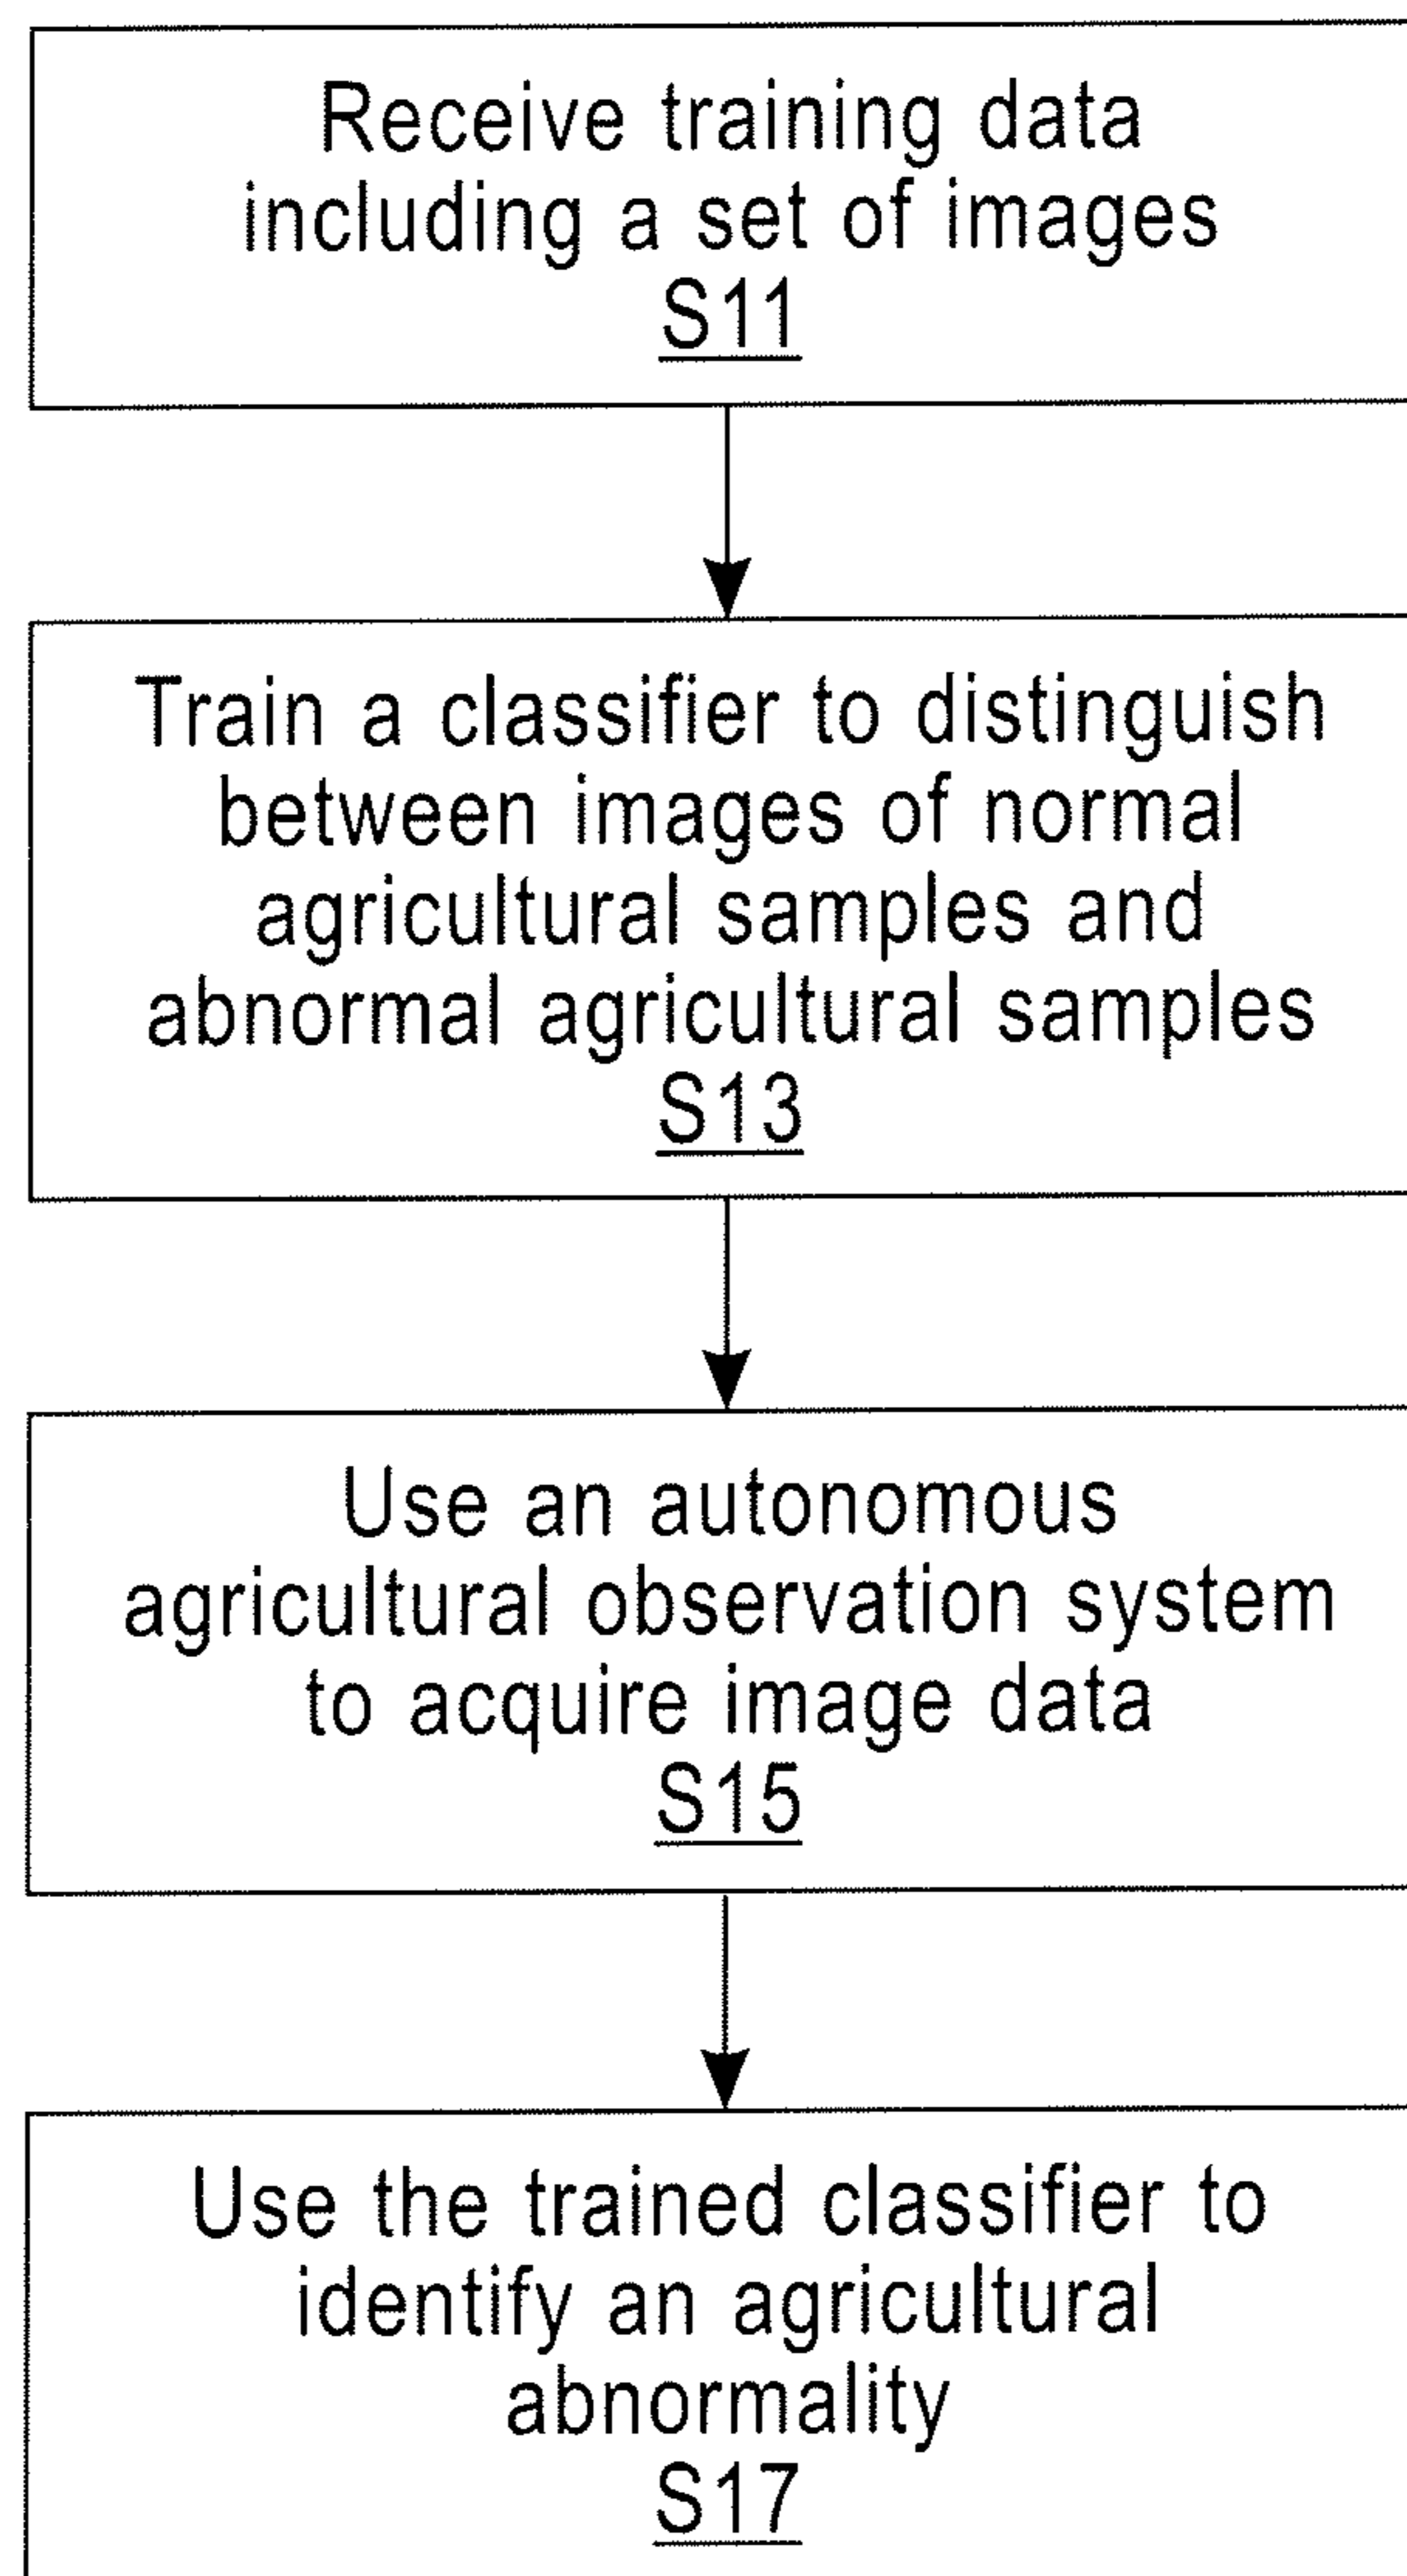 Receive training data
including a set of images
S11
Train a classifier to distinguish
between images of normal
agricultural samples and
abnormal agricultural samples
S13
Use an autonomous
agricultural observation system
to acquire image data
S15
Use the trained classifier to
identify an agricultural
abnormality
S17